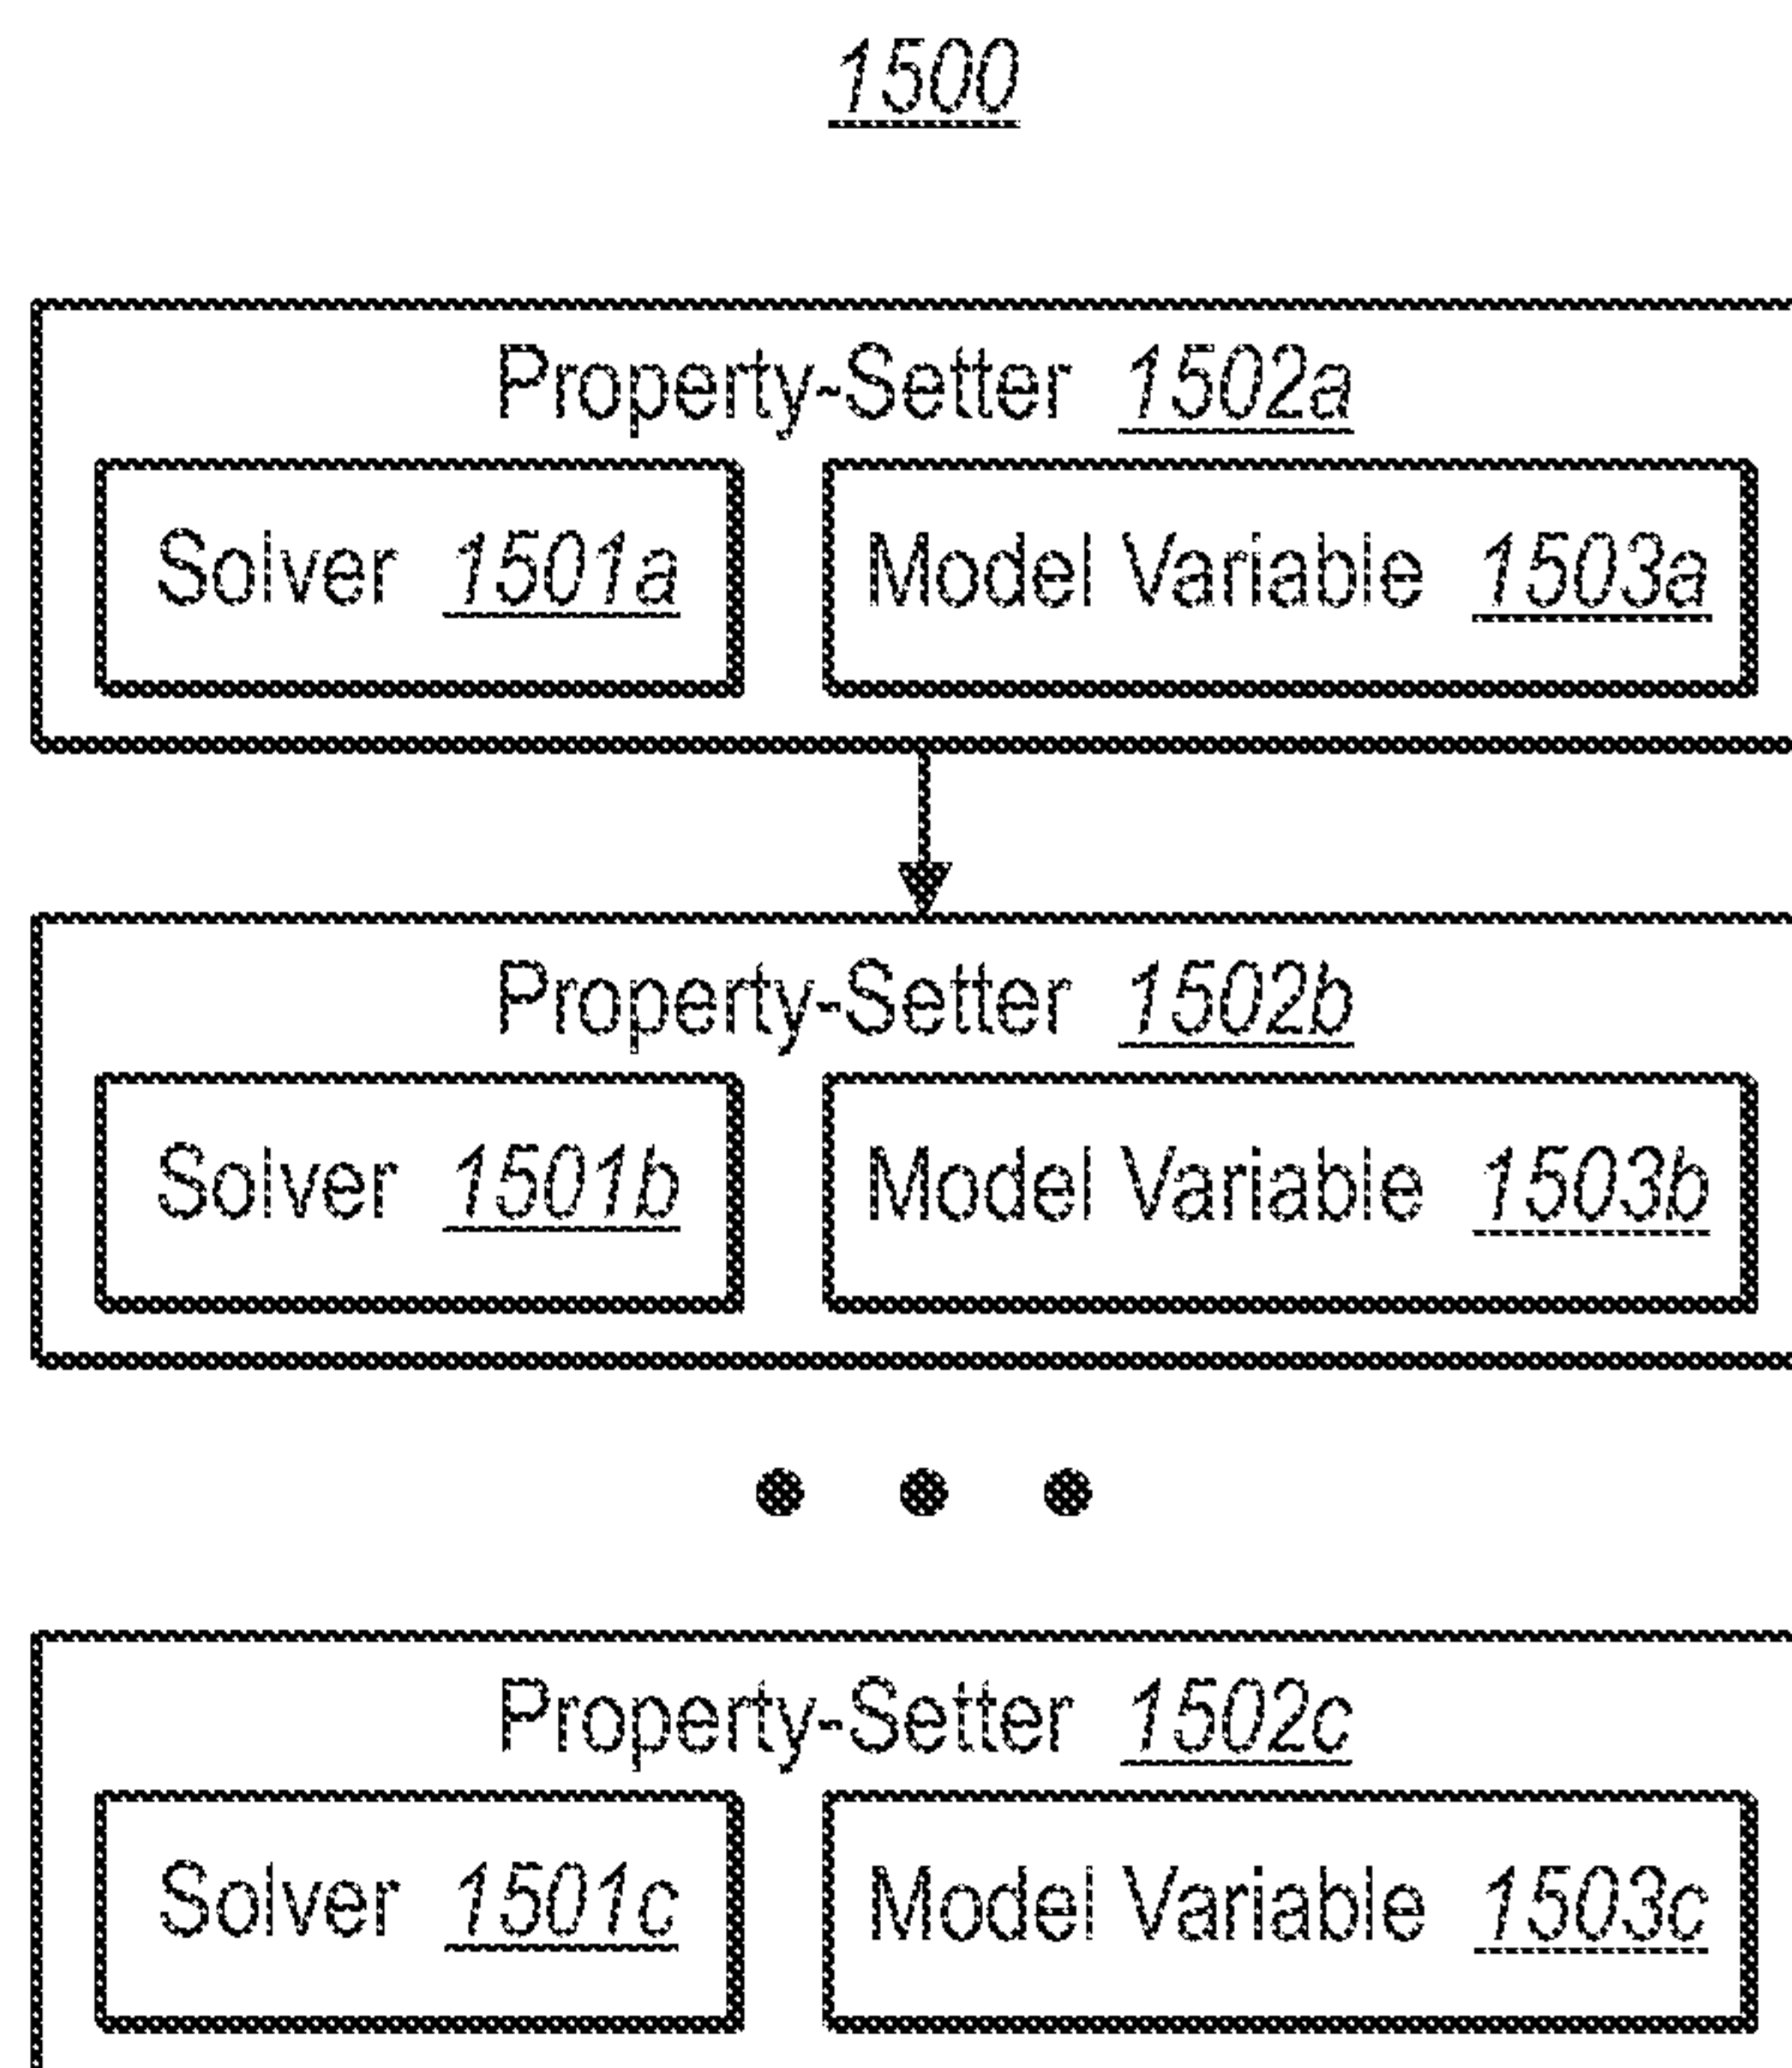 1500
Property-Setter 1502a
Solver 1501a
Model Variable 1503a
Property-Setter 1502b
Solver 1501b
Model Variable 1503b
Property-Setter 1502c
Solver 1501c
Model Variable 1503c